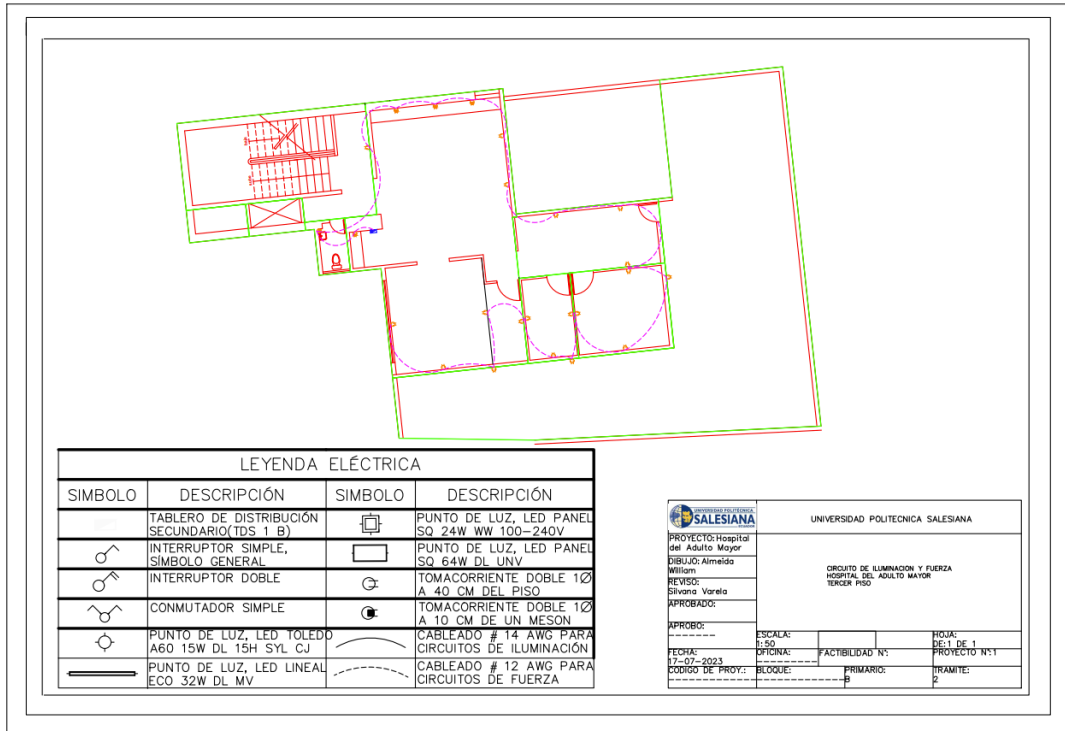 LEYENDA ELÉCTRICA
SIMBOLO DESCRIPCIÓN SIMBOLO DESCRIPCIÓN
TABLERO DE DISTRIBUCIÓN
SECUNDARIO(TDS 1 B)
PUNTO DE LUZ, LED PANEL
SQ 24W WW 100-240V
INTERRUPTOR SIMPLE,
SÍMBOLO GENERAL
PUNTO DE LUZ, LED PANEL
SQ 64W DL UNV
INTERRUPTOR DOBLE
TOMACORRIENTE DOBLE 1Ø
A 40 CM DEL PISO
CONMUTADOR SIMPLE
TOMACORRIENTE DOBLE 1Ø
A 10 CM DE UN MESON
PUNTO DE LUZ, LED TOLEDO
A60 15W DL 15H SYL CJ
CABLEADO # 14 AWG PARA
CIRCUITOS DE ILUMINACIÓN
PUNTO DE LUZ, LED LINEAL
ECO 32W DL MV
CABLEADO # 12 AWG PARA
CIRCUITOS DE FUERZA
UNIVERSIDAD POLITÉCNICA
SALESIANA
UNIVERSIDAD POLITECNICA SALESIANA
PROYECTO: Hospital
del Adulto Mayor
DIBUJO: Almeida
William
REVISO:
Silvana Varela
APROBADO:
APROBO:
-------
CIRCUITO DE ILUMINACION Y FUERZA
HOSPITAL DEL ADULTO MAYOR
TERCER PISO
ESCALA:
1:50
HOJA:
DE:1 DE 1
FECHA:
17-07-2023
OFICINA:
FACTIBILIDAD N°:
PROYECTO N°:1
CODIGO DE PROY.:
BLOQUE:
PRIMARIO:
B
TRAMITE:
2